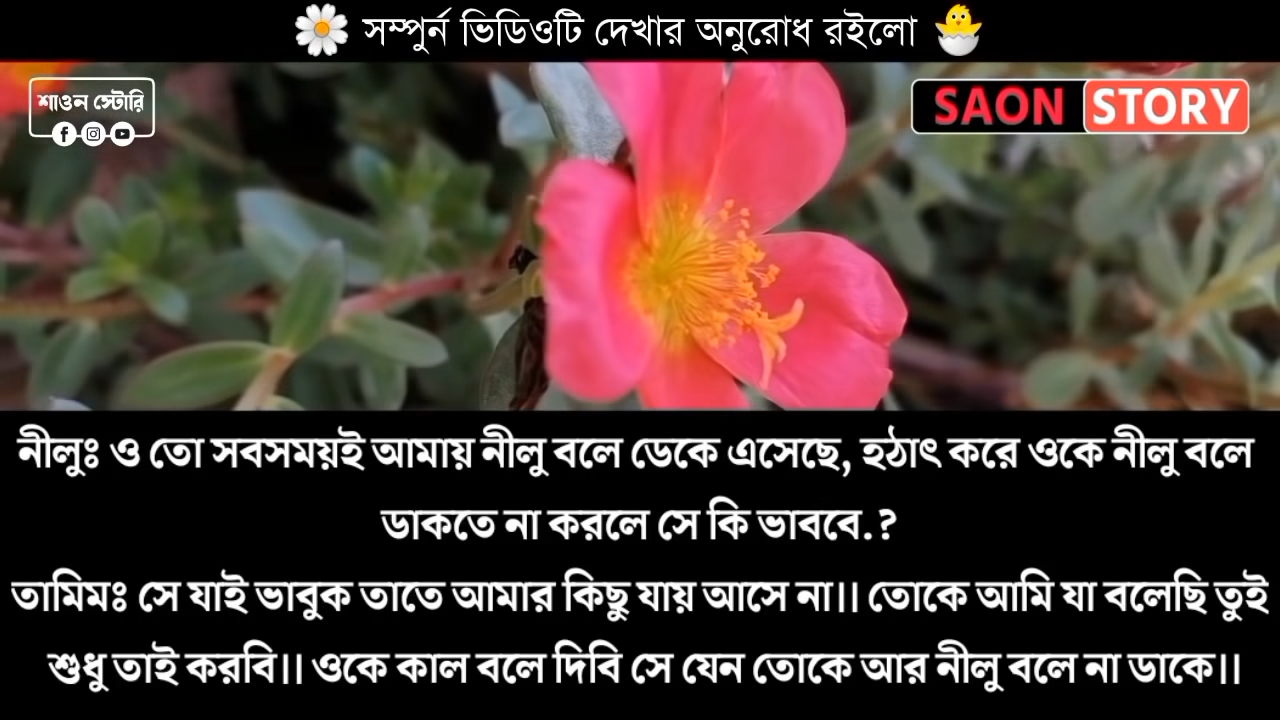 🌼 সম্পুর্ন ভিডিওটি দেখার অনুরোধ রইলো 🐣
শাওন স্টোরি
SAON STORY
নীলুঃ ও তো সবসময়ই আমায় নীলু বলে ডেকে এসেছে, হঠাৎ করে ওকে নীলু বলে
ডাকতে না করলে সে কি ভাববে.?
তামিমঃ সে যাই ভাবুক তাতে আমার কিছু যায় আসে না।। তোকে আমি যা বলেছি তুই
শুধু তাই করবি।। ওকে কাল বলে দিবি সে যেন তোকে আর নীলু বলে না ডাকে।।